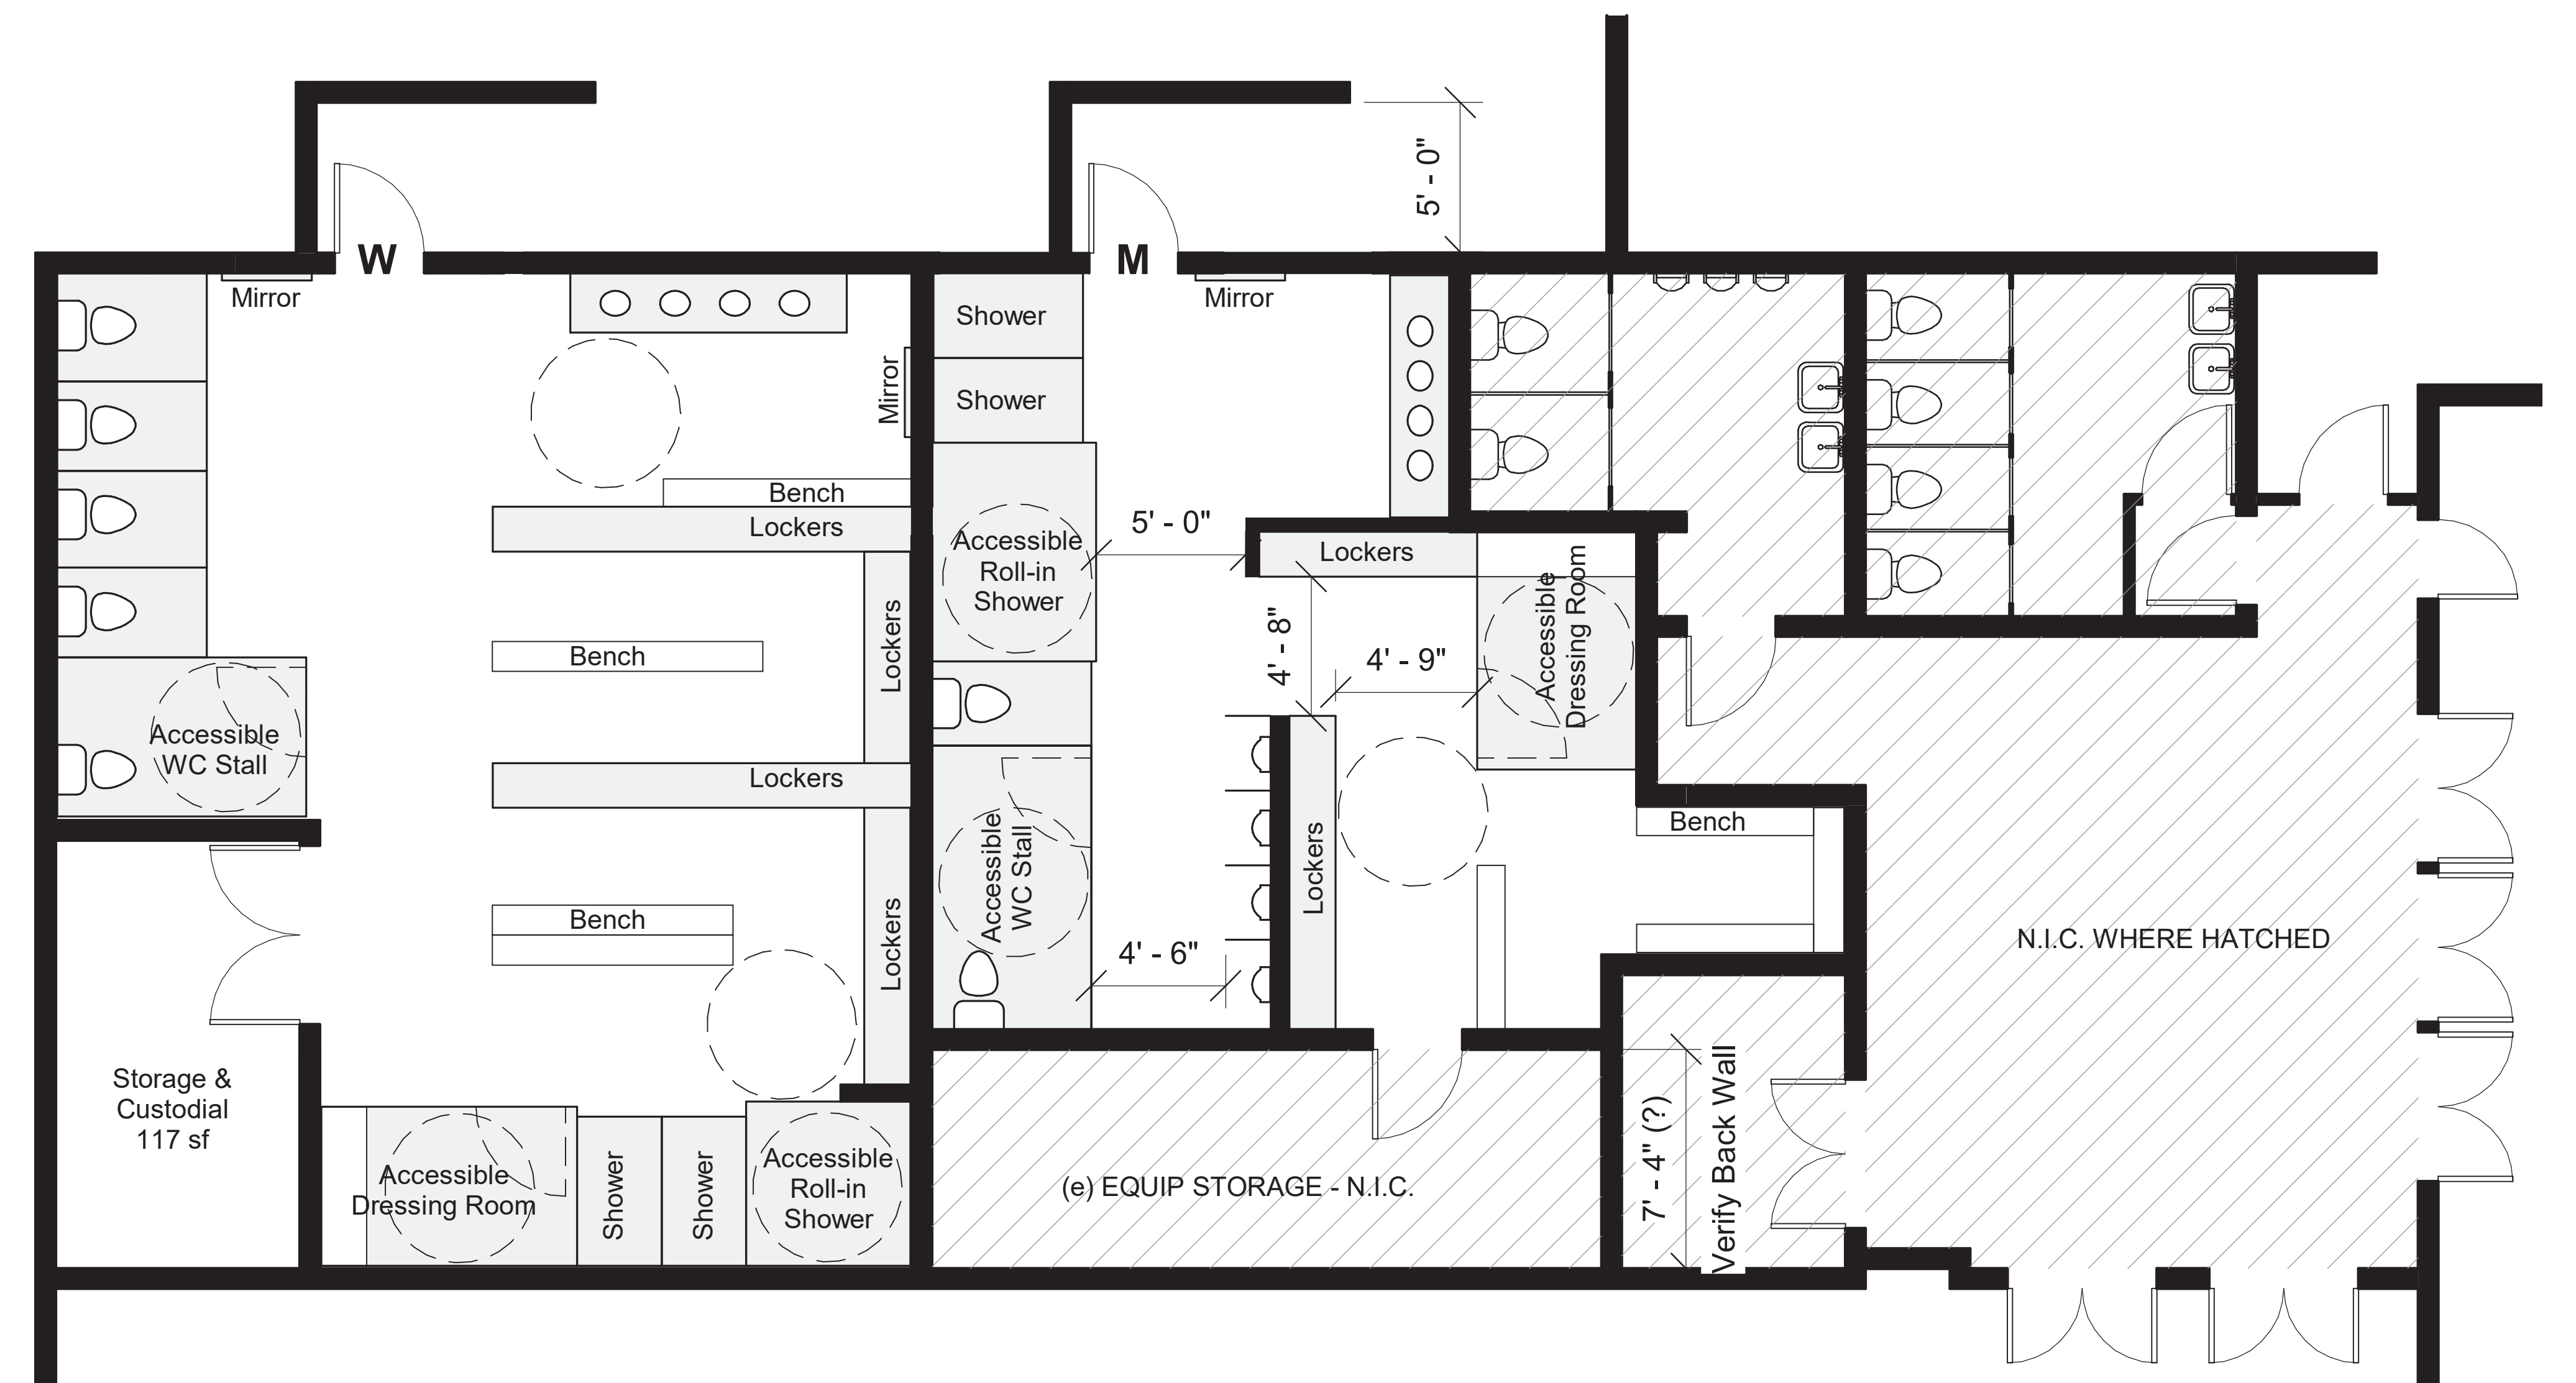 5' - 0"
W
M
Mirror
Mirror
Shower
Shower
Mirror
Bench
Lockers
Accessible
Roll-in
Shower
5' - 0"
Lockers
Accessible
Dressing Room
4' - 8"
4' - 9"
Bench
Lockers
Accessible
WC Stall
Lockers
Accessible
WC Stall
Lockers
Bench
Bench
Lockers
4' - 6"
N.I.C. WHERE HATCHED
Storage &
Custodial
117 sf
Accessible
Dressing Room
Shower
Shower
Accessible
Roll-in
Shower
(e) EQUIP STORAGE - N.I.C.
7' - 4" (?)
Verify Back Wall